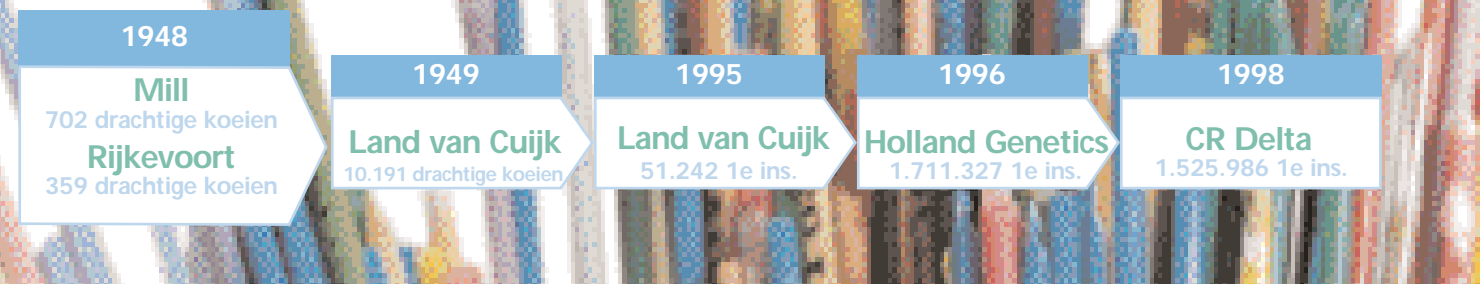 1948
Mill
702 drachtige koeien
Rijkevoort
359 drachtige koeien
1949
Land van Cuijk
10.191 drachtige koeien
1995
Land van Cuijk
51.242 1e ins.
1996
Holland Genetics
1.711.327 1e ins.
1998
CR Delta
1.525.986 1e ins.